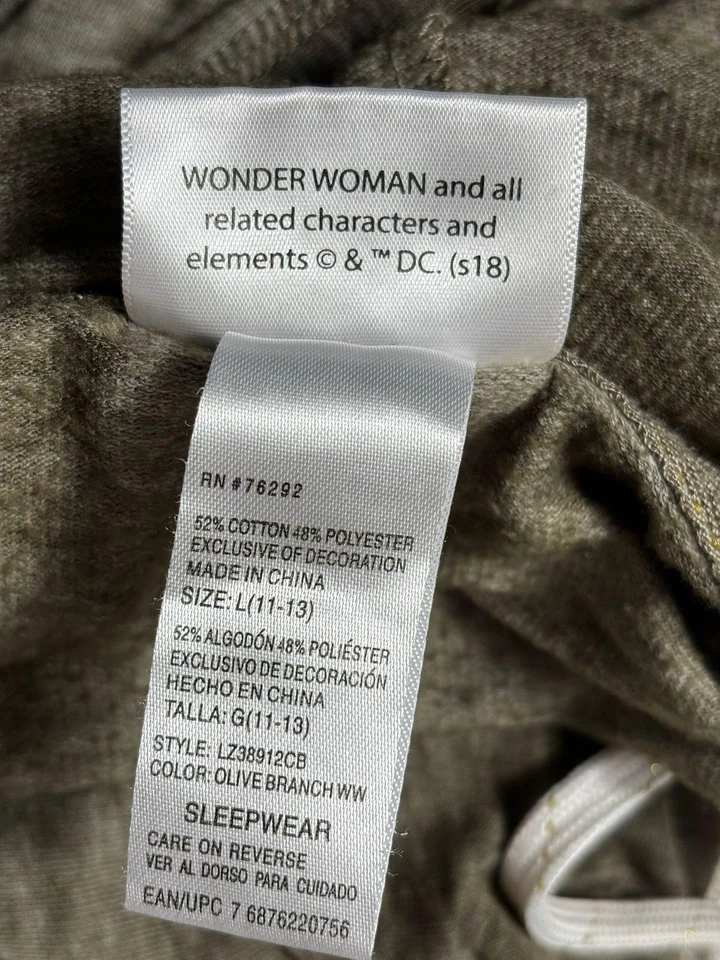 WONDER WOMAN and all
related characters and
elements © & ™ DC. (s18)
RN #76292
52% COTTON 48% POLYESTER
EXCLUSIVE OF DECORATION
MADE IN CHINA
SIZE: L(11-13)
52% ALGODÓN 48% POLIÉSTER
EXCLUSIVO DE DECORACIÓN
HECHO EN CHINA
TALLA: G(11-13)
STYLE: LZ38912CB
COLOR: OLIVE BRANCH WW
SLEEPWEAR
CARE ON REVERSE
VER AL DORSO PARA CUIDADO
EAN/UPC 7 6876220756